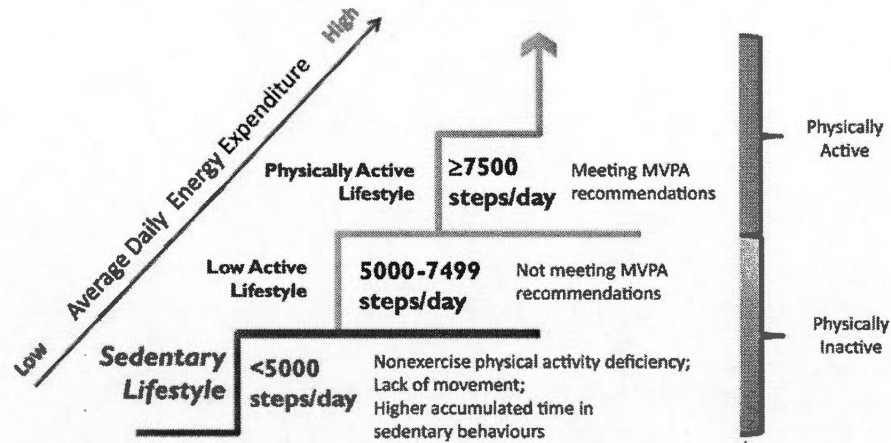 High
Average Daily Energy Expenditure
Low
Physically Active
Lifestyle
≥7500
steps/day
Meeting MVPA
recommendations
Physically
Active
Low Active
Lifestyle
5000-7499
steps/day
Not meeting MVPA
recommendations
Physically
Inactive
Sedentary
Lifestyle
<5000
steps/day
Nonexercise physical activity deficiency;
Lack of movement;
Higher accumulated time in
sedentary behaviours